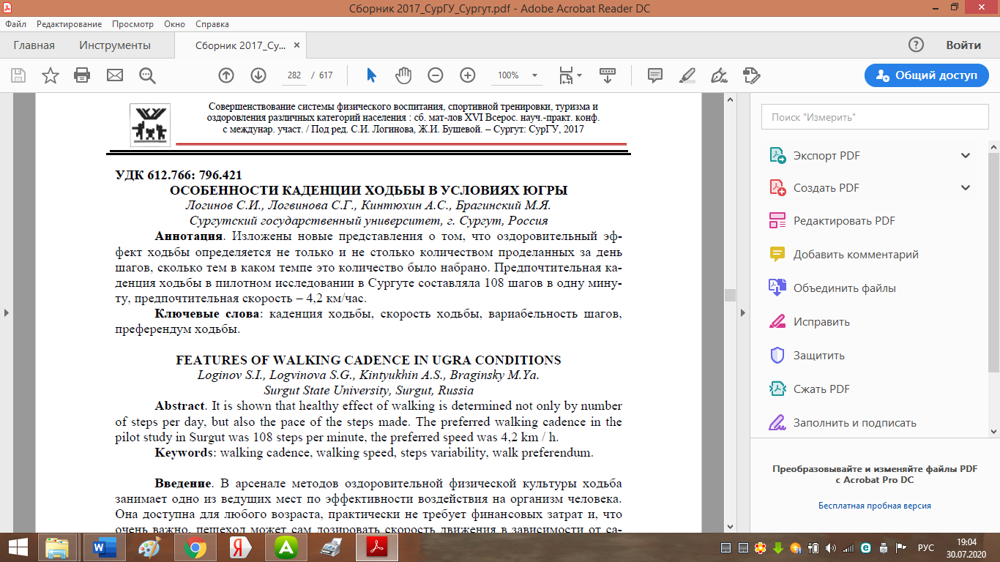 Сборник 2017_СурГУ_Сургут.pdf - Adobe Acrobat Reader DC
Файл Редактирование Просмотр Окно Справка
Главная Инструменты Сборник 2017_Су... ×
282 / 617 100% Общий доступ
Войти
Совершенствование системы физического воспитания, спортивной тренировки, туризма и
оздоровления различных категорий населения : сб. мат-лов XVI Всерос. науч.-практ. конф.
с междунар. участ. / Под ред. С.И. Логинова, Ж.И. Бушевой. – Сургут: СурГУ, 2017
УДК 612.766: 796.421
ОСОБЕННОСТИ КАДЕНЦИИ ХОДЬБЫ В УСЛОВИЯХ ЮГРЫ
Логинов С.И., Логвинова С.Г., Кинтюхин А.С., Брагинский М.Я.
Сургутский государственный университет, г. Сургут, Россия
Аннотация. Изложены новые представления о том, что оздоровительный эф-
фект ходьбы определяется не только и не столько количеством проделанных за день
шагов, сколько тем в каком темпе это количество было набрано. Предпочтительная ка-
денция ходьбы в пилотном исследовании в Сургуте составляла 108 шагов в одну мину-
ту, предпочтительная скорость – 4,2 км/час.
Ключевые слова: каденция ходьбы, скорость ходьбы, вариабельность шагов,
преферендум ходьбы.
FEATURES OF WALKING CADENCE IN UGRA CONDITIONS
Loginov S.I., Logvinova S.G., Kintyukhin A.S., Braginsky M.Ya.
Surgut State University, Surgut, Russia
Abstract. It is shown that healthy effect of walking is determined not only by number
of steps per day, but also the pace of the steps made. The preferred walking cadence in the
pilot study in Surgut was 108 steps per minute, the preferred speed was 4,2 km / h.
Keywords: walking cadence, walking speed, steps variability, walk preferendum.
Введение. В арсенале методов оздоровительной физической культуры ходьба
занимает одно из ведущих мест по эффективности воздействия на организм человека.
Она доступна для любого возраста, практически не требует финансовых затрат и, что
очень важно, пешеход может сам дозировать скорость движения в зависимости от са-
Поиск "Измерить"
Экспорт PDF
Создать PDF
Редактировать PDF
Добавить комментарий
Объединить файлы
Исправить
Защитить
Сжать PDF
Заполнить и подписать
Преобразовывайте и изменяйте файлы PDF
с Acrobat Pro DC
Бесплатная пробная версия
РУС
19:04
30.07.2020